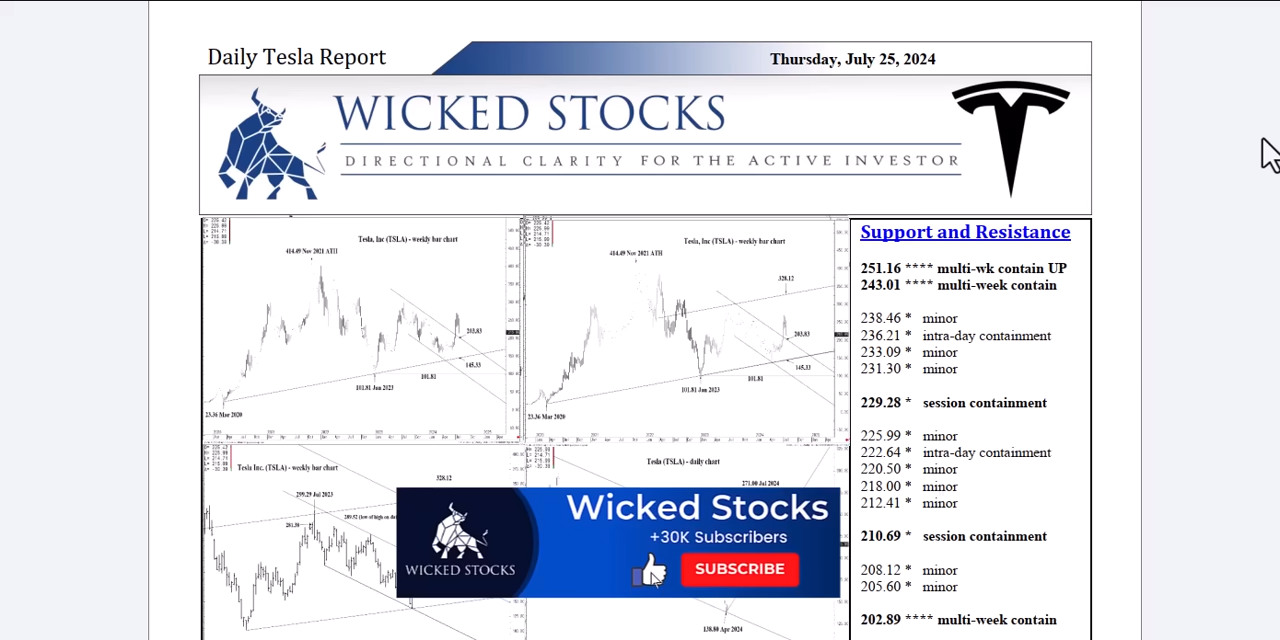 Daily Tesla Report
Thursday, July 25, 2024
WICKED STOCKS
DIRECTIONAL CLARITY FOR THE ACTIVE INVESTOR
Tesla, Inc (TSLA) - weekly bar chart
414.49 Nov 2021 ATH
203.83
145.33
101.81
101.81 Jan 2023
23.36 Mar 2020
Tesla, Inc (TSLA) - weekly bar chart
414.49 Nov 2021 ATH
328.12
203.83
145.33
101.81
101.81 Jan 2023
23.36 Mar 2020
Tesla Inc. (TSLA) - weekly bar chart
328.12
299.29 Jul 2023
Tesla (TSLA) - daily chart
271.00 Jul 2024
138.80 Apr 2024
WICKED STOCKS
Wicked Stocks
+30K Subscribers
SUBSCRIBE
Support and Resistance
251.16 **** multi-wk contain UP
243.01 **** multi-week contain
238.46 * minor
236.21 * intra-day containment
233.09 * minor
231.30 * minor
229.28 * session containment
225.99 * minor
222.64 * intra-day containment
220.50 * minor
218.00 * minor
212.41 * minor
210.69 * session containment
208.12 * minor
205.60 * minor
202.89 **** multi-week contain